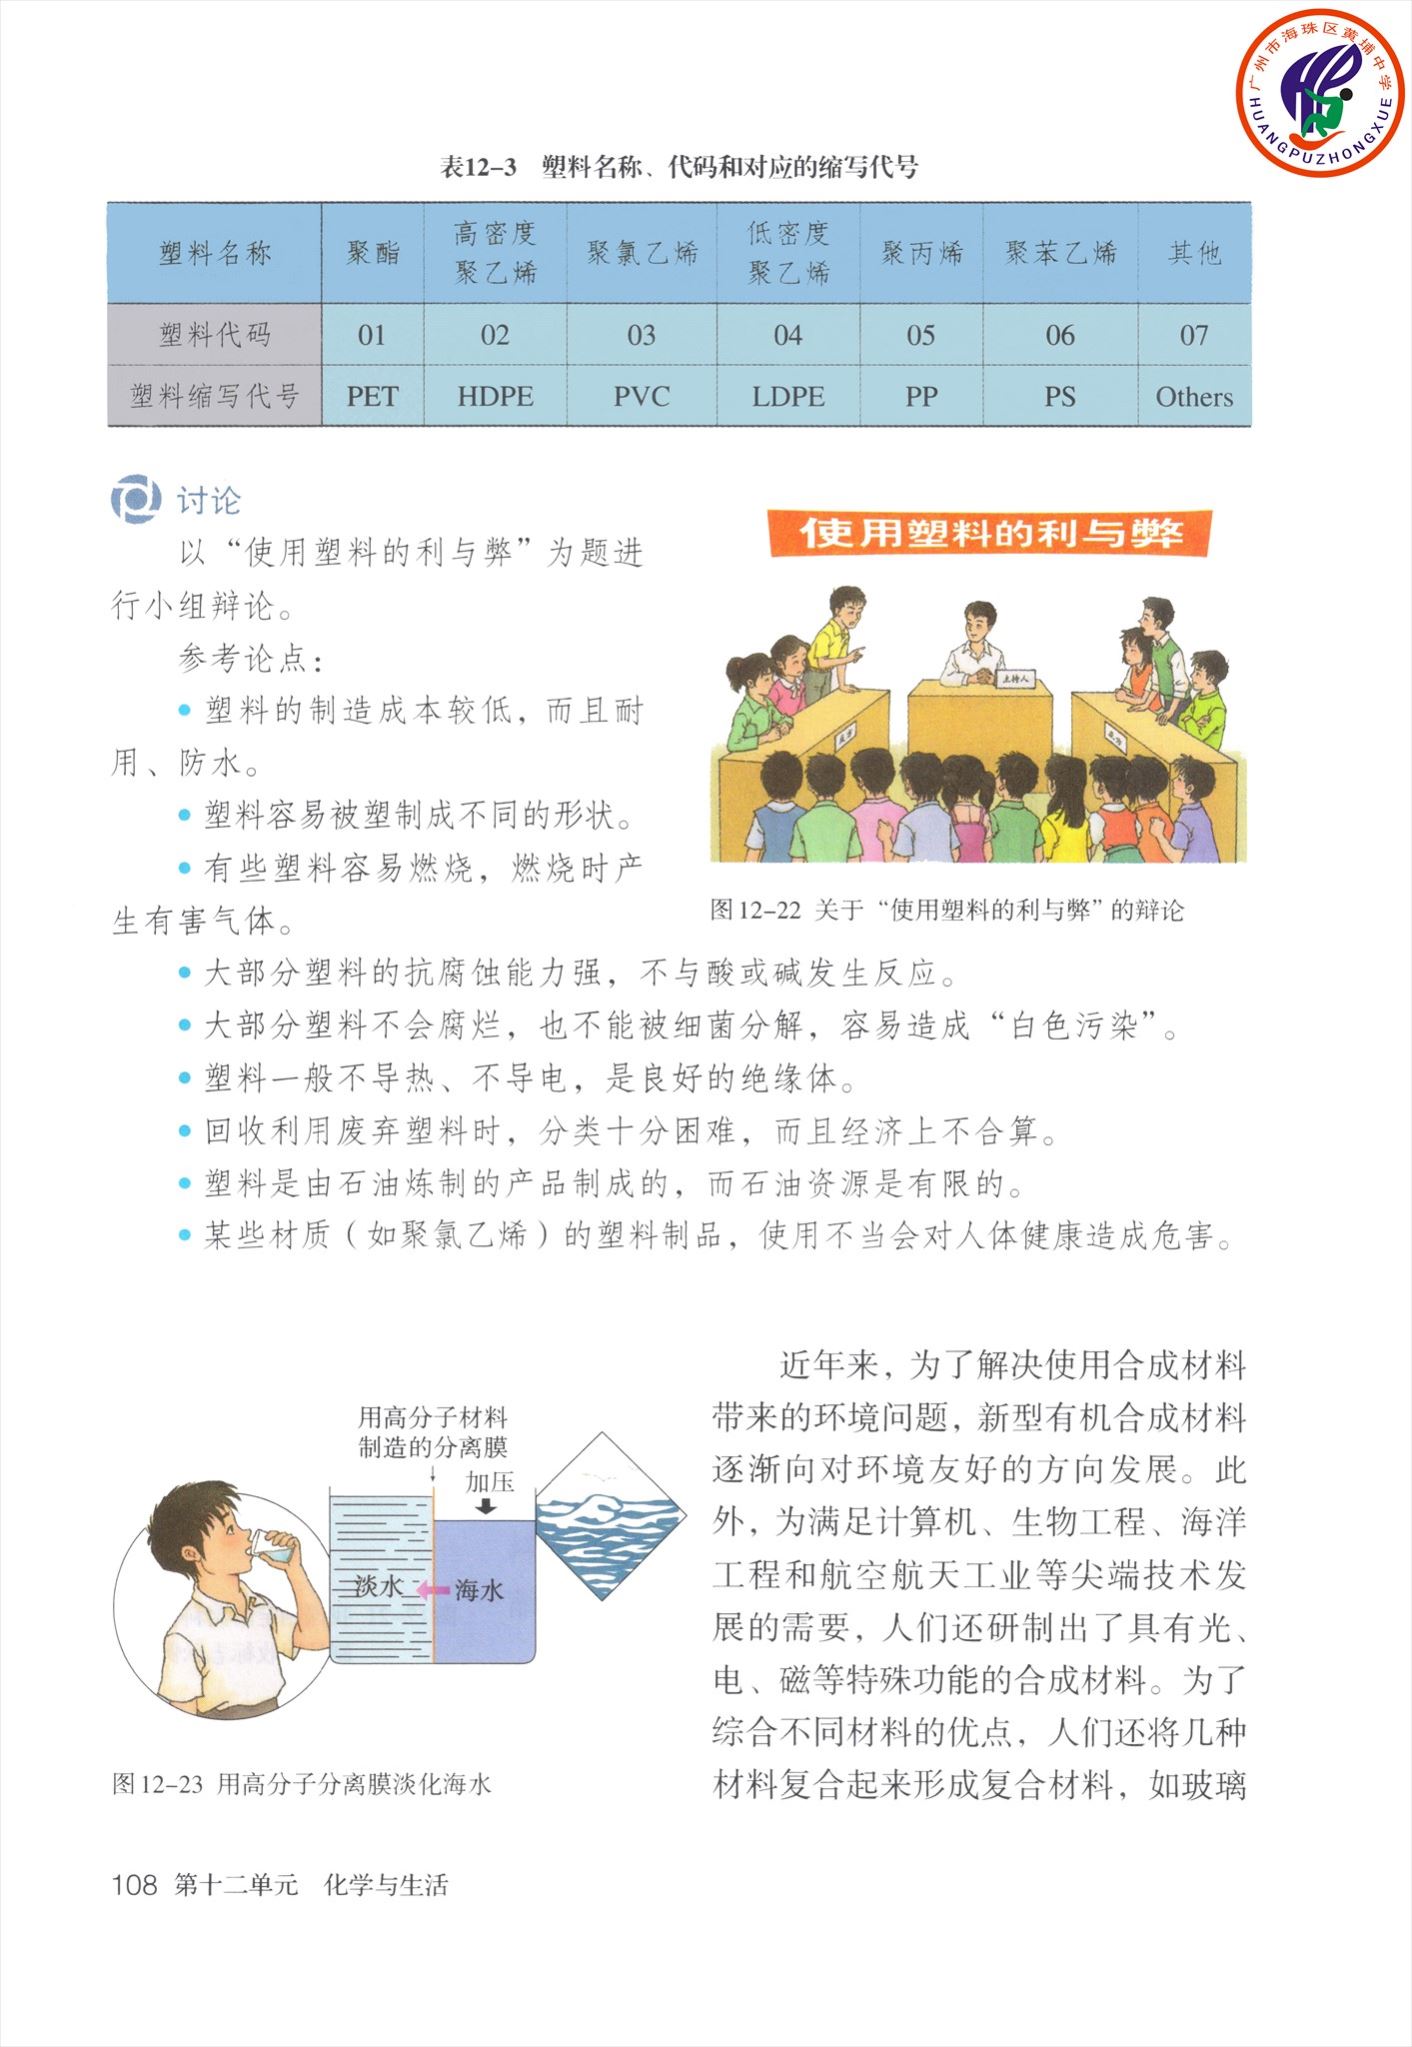 广州市海珠区黄埔中学
HUANGPUZHONGXUE
表12-3 塑料名称、代码和对应的缩写代号
塑料名称 聚酯 高密度聚乙烯 聚氯乙烯 低密度聚乙烯 聚丙烯 聚苯乙烯 其他
塑料代码 01 02 03 04 05 06 07
塑料缩写代号 PET HDPE PVC LDPE PP PS Others
讨论
以“使用塑料的利与弊”为题进
行小组辩论。
参考论点：
• 塑料的制造成本较低，而且耐
用、防水。
• 塑料容易被塑制成不同的形状。
• 有些塑料容易燃烧，燃烧时产
生有害气体。
使用塑料的利与弊
主持人
反方
正方
图12-22 关于“使用塑料的利与弊”的辩论
• 大部分塑料的抗腐蚀能力强，不与酸或碱发生反应。
• 大部分塑料不会腐烂，也不能被细菌分解，容易造成“白色污染”。
• 塑料一般不导热、不导电，是良好的绝缘体。
• 回收利用废弃塑料时，分类十分困难，而且经济上不合算。
• 塑料是由石油炼制的产品制成的，而石油资源是有限的。
• 某些材质（如聚氯乙烯）的塑料制品，使用不当会对人体健康造成危害。
用高分子材料
制造的分离膜
加压
淡水
海水
图12-23 用高分子分离膜淡化海水
近年来，为了解决使用合成材料
带来的环境问题，新型有机合成材料
逐渐向对环境友好的方向发展。此
外，为满足计算机、生物工程、海洋
工程和航空航天工业等尖端技术发
展的需要，人们还研制出了具有光、
电、磁等特殊功能的合成材料。为了
综合不同材料的优点，人们还将几种
材料复合起来形成复合材料，如玻璃
108 第十二单元 化学与生活